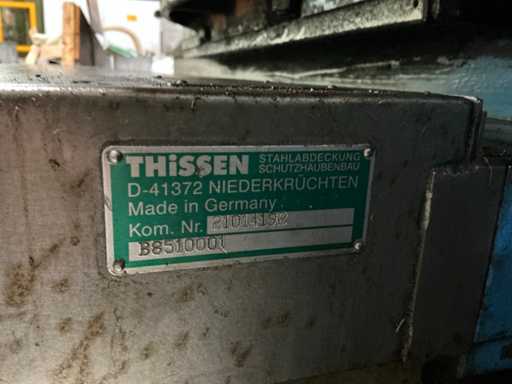 THiSSEN STAHLABDECKUNG
SCHUTZHAUBENBAU
D-41372 NIEDERKRÜCHTEN
Made in Germany
Kom. Nr. 21014192
B8510001